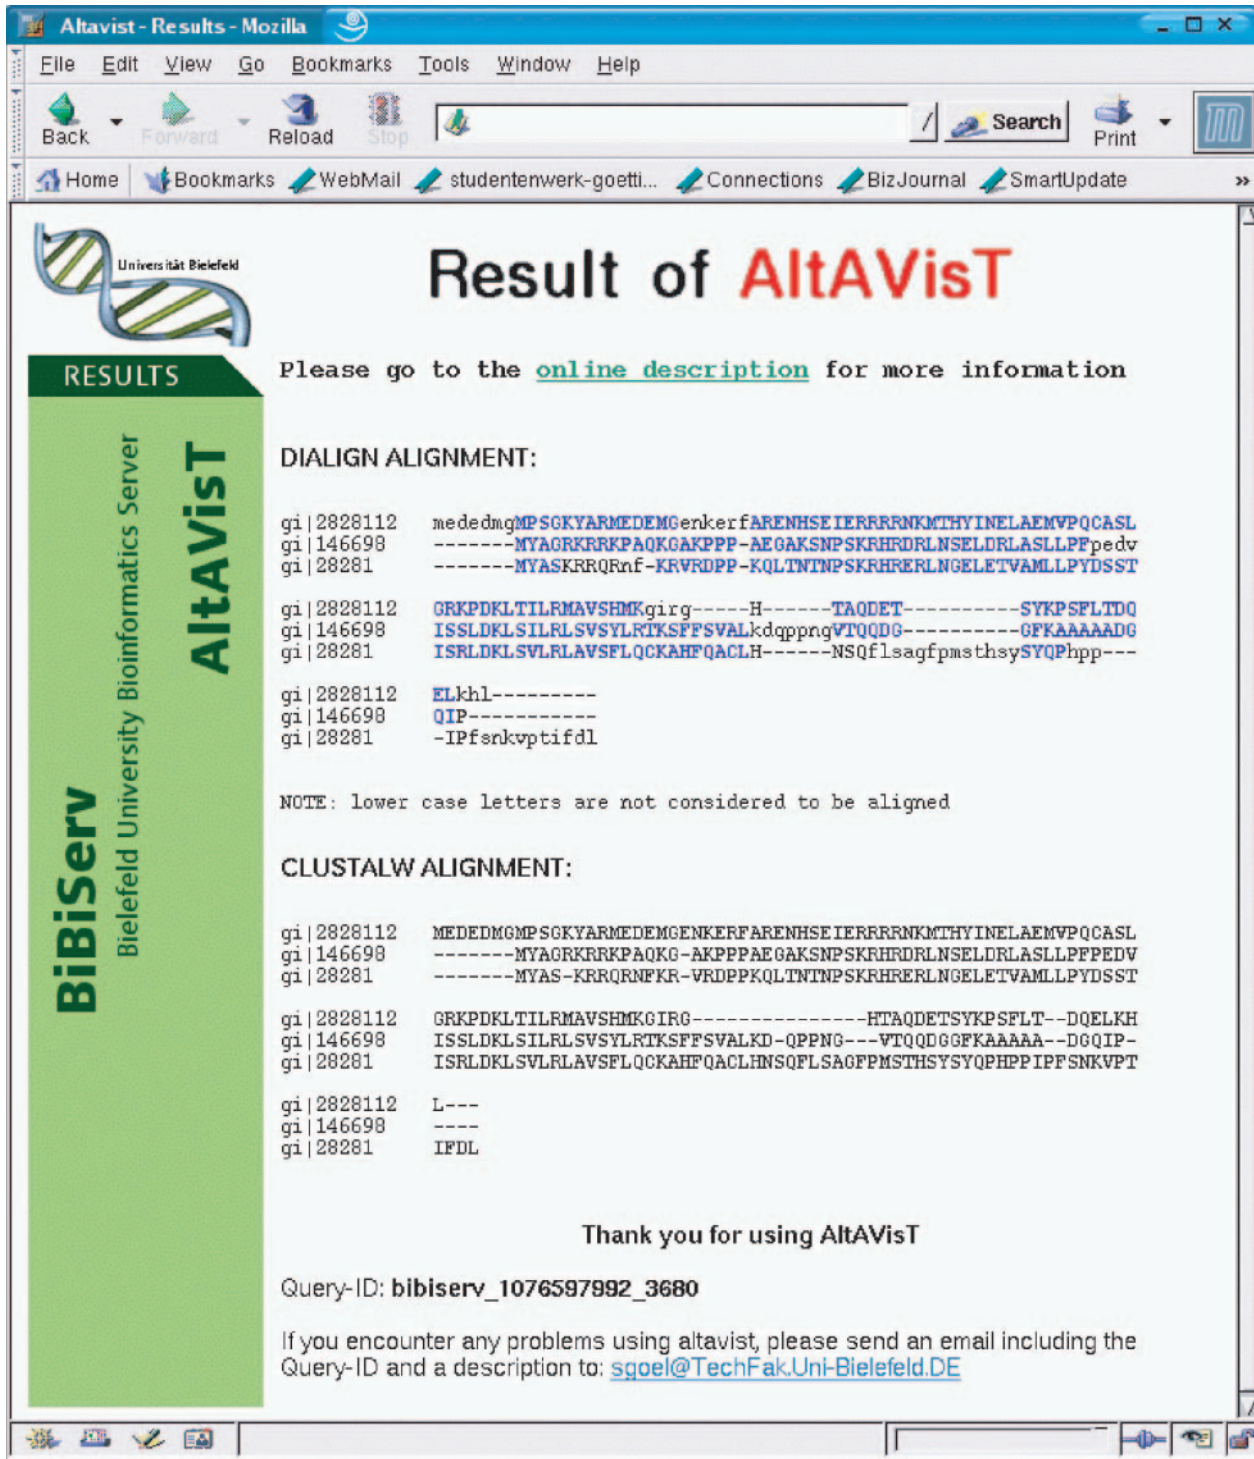 Altavist - Results - Mozilla
File Edit View Go Bookmarks Tools Window Help
Back Forward Reload Stop Search Print
Home Bookmarks WebMail studentenwerk-goetti... Connections BizJournal SmartUpdate »
Universität Bielefeld
Result of AltAVisT
RESULTS
Please go to the online description for more information
BiBiServ
Bielefeld University Bioinformatics Server
AltAVisT
DIALIGN ALIGNMENT:
gi|2828112 mededmgMPSGKYARMEDEMGenkerfARENHSEIERRRRNKMTHYINELAEMVPQCASL
gi|146698 -------MYAGRKRRKPAQKGAKPPP-AEGAKSNPSKRHRDRLNSELDRLASLLPFpedv
gi|28281 -------MYASKRRQRnf-KRVRDPP-KQLTNTNPSKRHRERLNGELETVAMLLPYDSST
gi|2828112 GRKPDKLTILRMAVSHMKgirg-----H------TAQDET----------SYKPSFLTDQ
gi|146698 ISSLDKLSILRLSVSYLRTKSFFSVALkdqppngVTQQDG----------GFKAAAAADG
gi|28281 ISRLDKLSVLRLAVSFLQCKAHFQACLH------NSQflsagfpmsthsySYQPhpp---
gi|2828112 ELkhl---------
gi|146698 QIP-----------
gi|28281 -IPfsnkvptifdl
NOTE: lower case letters are not considered to be aligned
CLUSTALW ALIGNMENT:
gi|2828112 MEDEDMGMPSGKYARMEDEMGENKERFARENHSEIERRRRNKMTHYINELAEMVPQCASL
gi|146698 -------MYAGRKRRKPAQKG-AKPPPAEGAKSNPSKRHRDRLNSELDRLASLLPFPEDV
gi|28281 -------MYAS-KRRQRNFKR-VRDPPKQLTNTNPSKRHRERLNGELETVAMLLPYDSST
gi|2828112 GRKPDKLTILRMAVSHMKGIRG---------------HTAQDETSYKPSFLT--DQELKH
gi|146698 ISSLDKLSILRLSVSYLRTKSFFSVALKD-QPPNG---VTQQDGGFKAAAAA--DGQIP-
gi|28281 ISRLDKLSVLRLAVSFLQCKAHFQACLHNSQFLSAGFPMSTHSYSYQPHPPIPFSNKVPT
gi|2828112 L---
gi|146698 ----
gi|28281 IFDL
Thank you for using AltAVisT
Query-ID: bibiserv_1076597992_3680
If you encounter any problems using altavist, please send an email including the
Query-ID and a description to: sgoel@TechFak.Uni-Bielefeld.DE